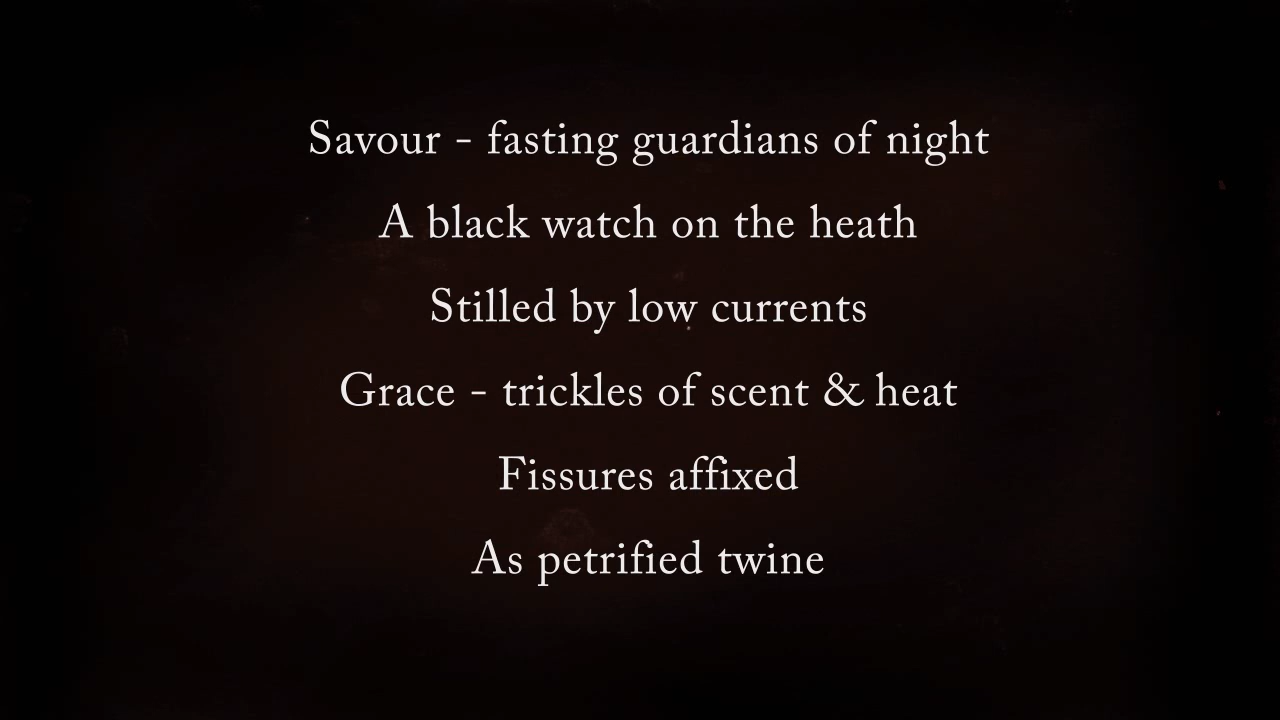 Savour - fasting guardians of night
A black watch on the heath
Stilled by low currents
Grace - trickles of scent & heat
Fissures affixed
As petrified twine